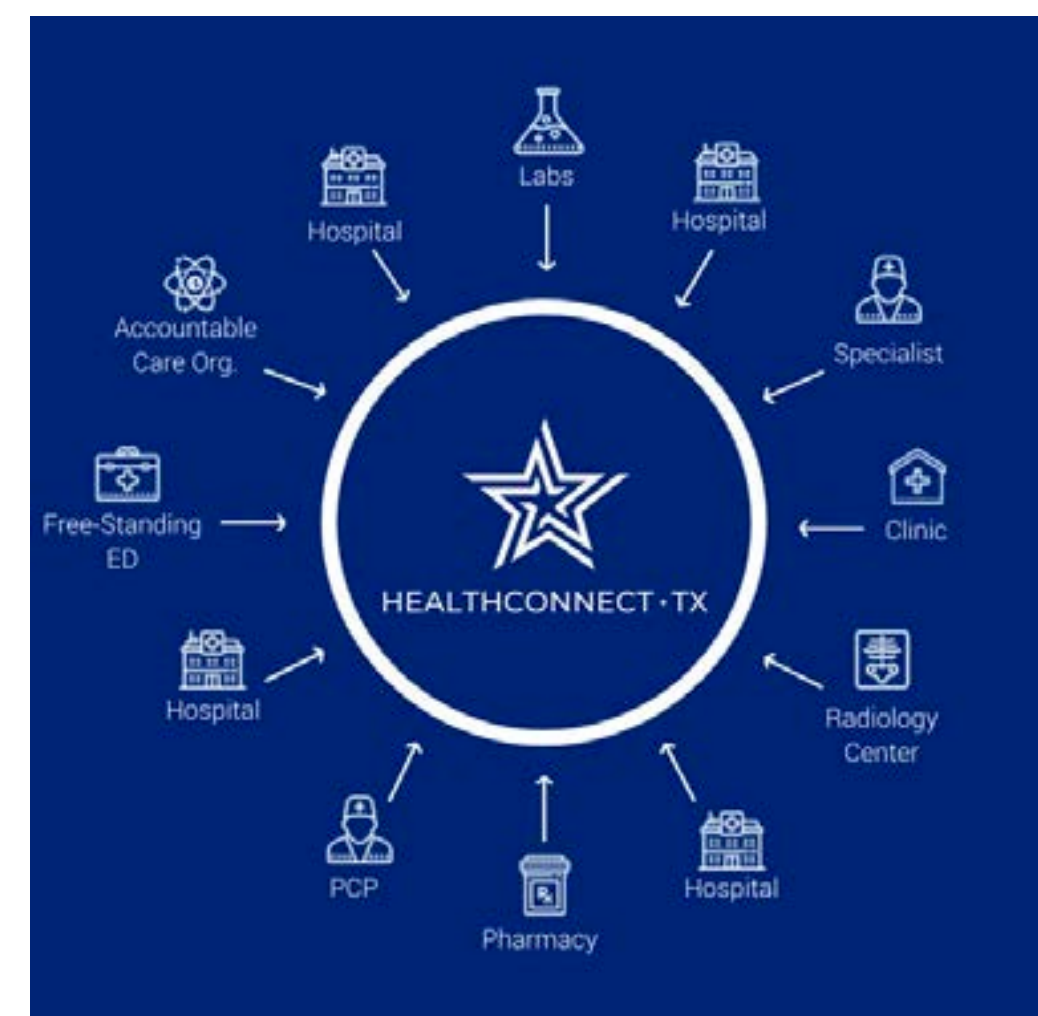 Labs
Hospital
Hospital
Accountable
Care Org.
Specialist
Free-Standing
ED
Clinic
HEALTHCONNECT·TX
Hospital
Radiology
Center
PCP
Hospital
Rx
Pharmacy